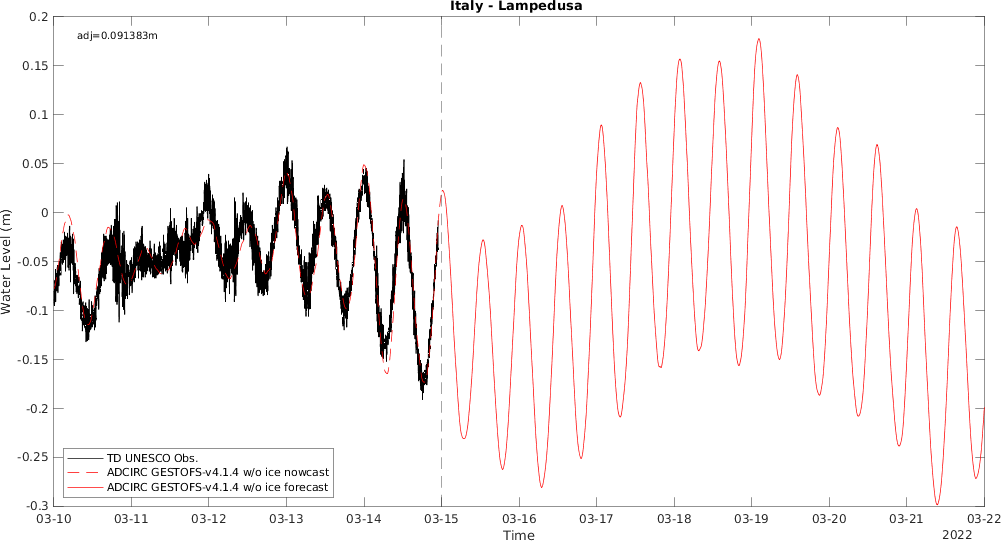 Italy - Lampedusa
adj=0.091383m
0.2
0.15
0.1
0.05
0
-0.05
-0.1
-0.15
-0.2
-0.25
-0.3
Water Level (m)
TD UNESCO Obs.
ADCIRC GESTOFS-v4.1.4 w/o ice nowcast
ADCIRC GESTOFS-v4.1.4 w/o ice forecast
03-10 03-11 03-12 03-13 03-14 03-15 03-16 03-17 03-18 03-19 03-20 03-21 03-22
Time
2022